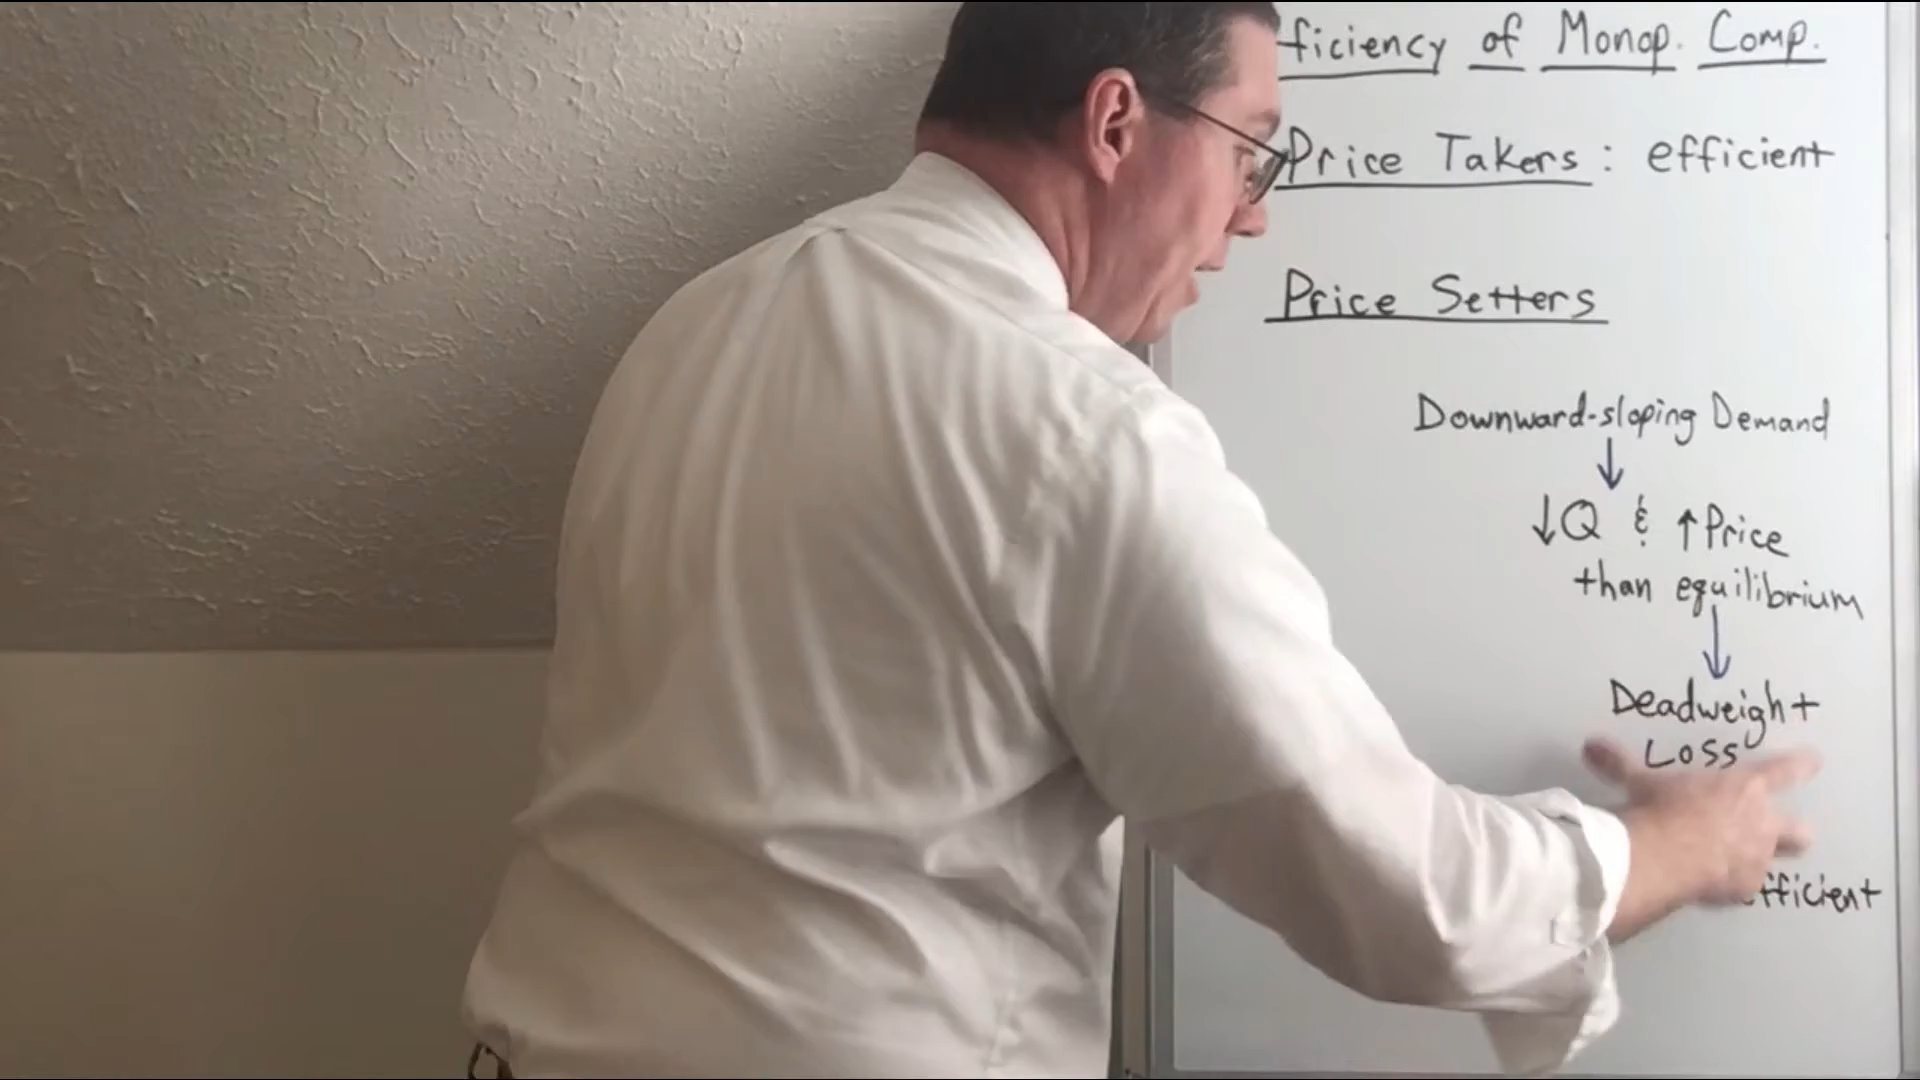 ficiency of Monop. Comp.
Price Takers : efficient
Price Setters
Downward-sloping Demand
↓
↓Q & ↑Price
than equilibrium
↓
Deadweight
Loss
fficient